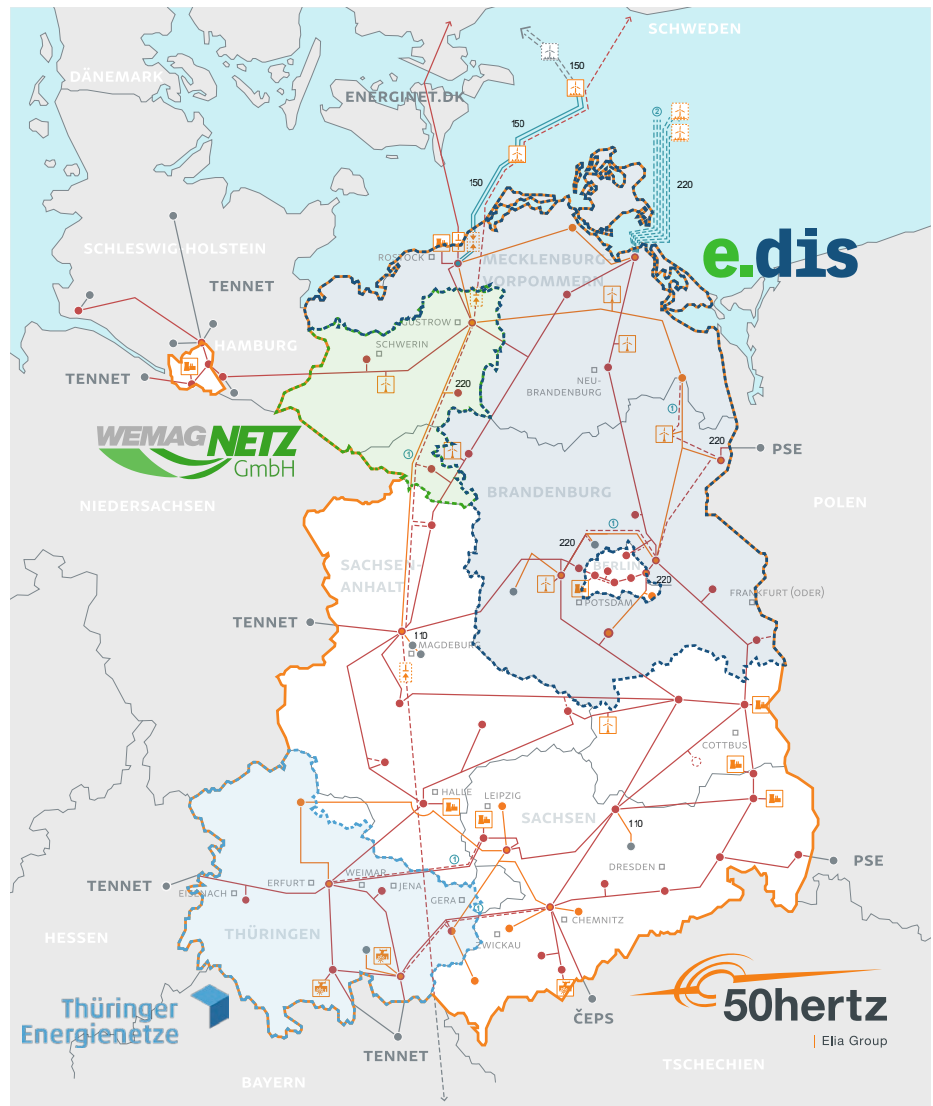 SCHWEDEN
150
DÄNEMARK
ENERGINET.DK
②
150
150
220
SCHLESWIG-HOLSTEIN
e.dis
ROSTOCK
MECKLENBURG-
VORPOMMERN
TENNET
GÜSTROW
HAMBURG
SCHWERIN
TENNET
NEU-
BRANDENBURG
220
①
WEMAG NETZ
GmbH
①
220
PSE
BRANDENBURG
NIEDERSACHSEN
POLEN
①
220
SACHSEN-
ANHALT
BERLIN
220
FRANKFURT (ODER)
POTSDAM
TENNET
110
MAGDEBURG
COTTBUS
HALLE
LEIPZIG
SACHSEN
110
①
DRESDEN
PSE
WEIMAR
TENNET
ERFURT
JENA
EISENACH
GERA
①
CHEMNITZ
THÜRINGEN
HESSEN
ZWICKAU
Thüringer
Energienetze
50hertz
ČEPS
Elia Group
TENNET
TSCHECHIEN
BAYERN